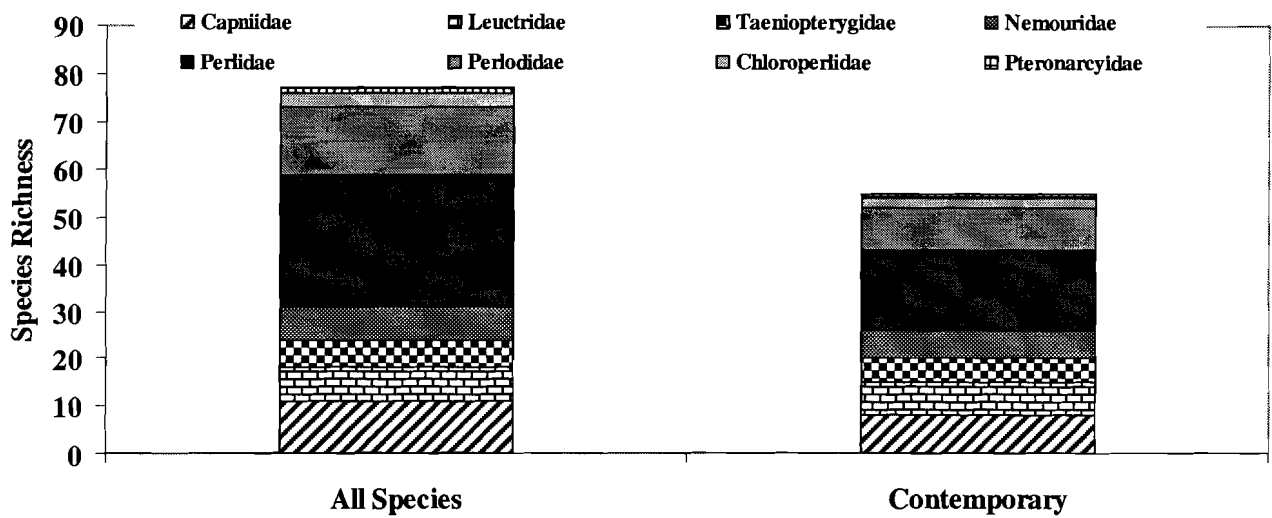 90
80
70
60
50
40
30
20
10
0
Species Richness
Capniidae Leuctridae Taeniopterygidae Nemouridae
Perlidae Perlodidae Chloroperlidae Pteronarcyidae
All Species Contemporary